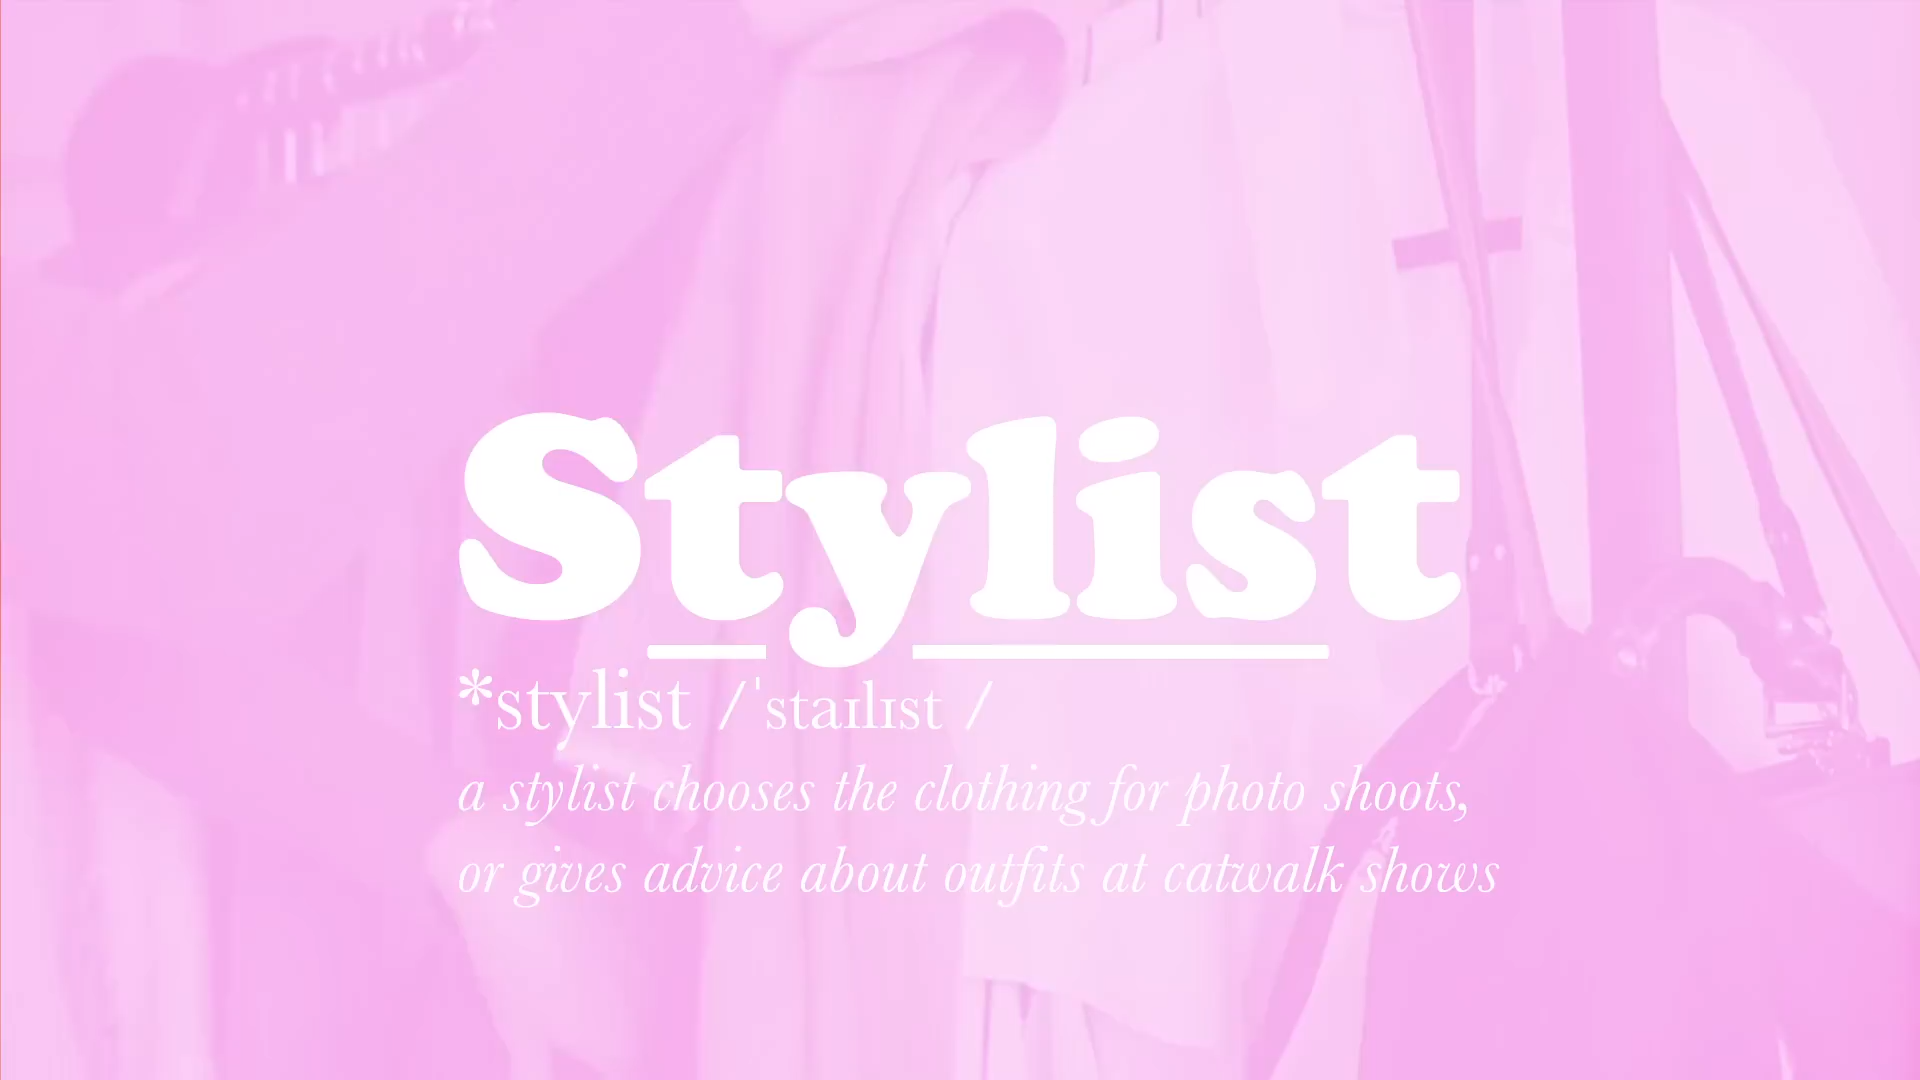 Stylist
*stylist /ˈstaɪlɪst /
a stylist chooses the clothing for photo shoots,
or gives advice about outfits at catwalk shows